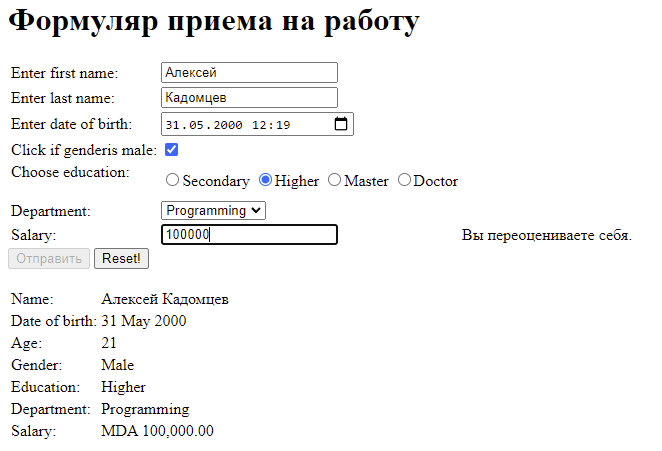 Формуляр приема на работу
Enter first name: Алексей
Enter last name: Кадомцев
Enter date of birth: 31.05.2000 12:19
Click if genderis male:
Choose education: Secondary Higher Master Doctor
Department: Programming
Salary: 100000 Вы переоцениваете себя.
Отправить Reset!
Name: Алексей Кадомцев
Date of birth: 31 May 2000
Age: 21
Gender: Male
Education: Higher
Department: Programming
Salary: MDA 100,000.00